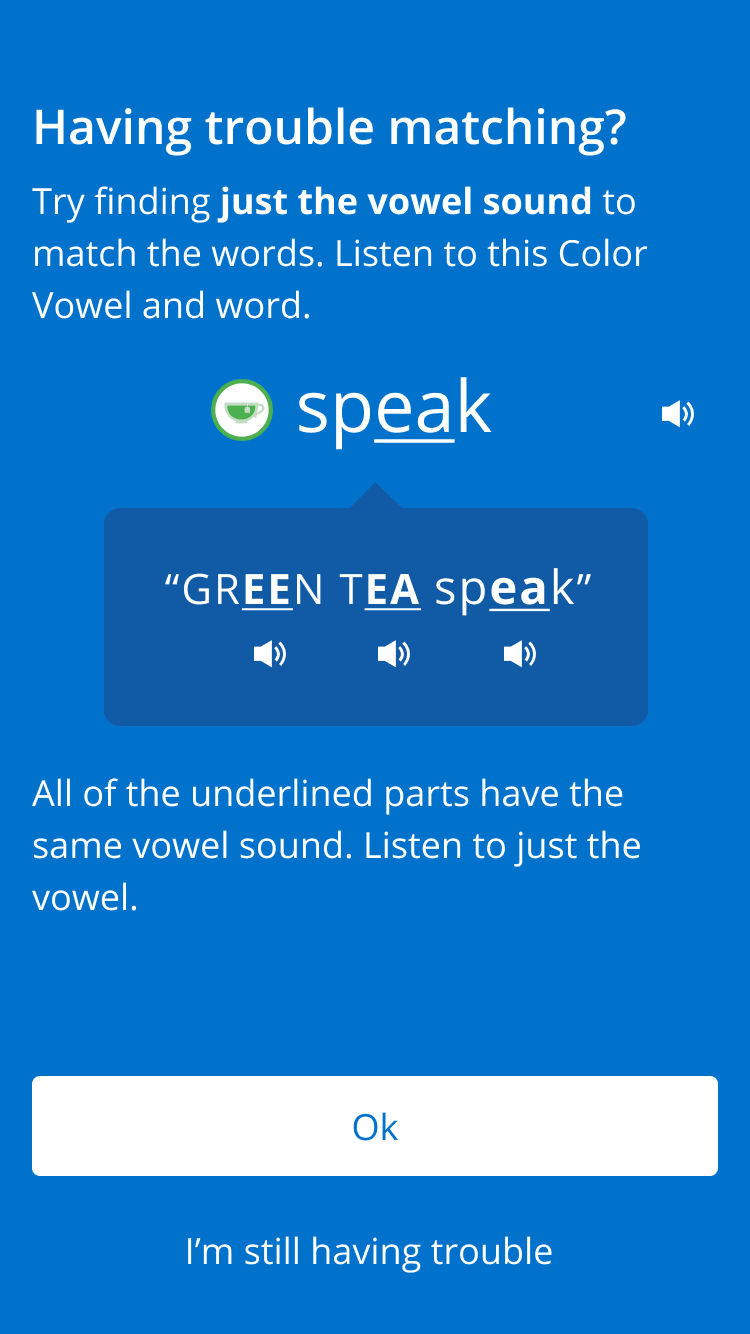 Having trouble matching?
Try finding just the vowel sound to
match the words. Listen to this Color
Vowel and word.
speak
“GREEN TEA speak”
All of the underlined parts have the
same vowel sound. Listen to just the
vowel.
Ok
I’m still having trouble